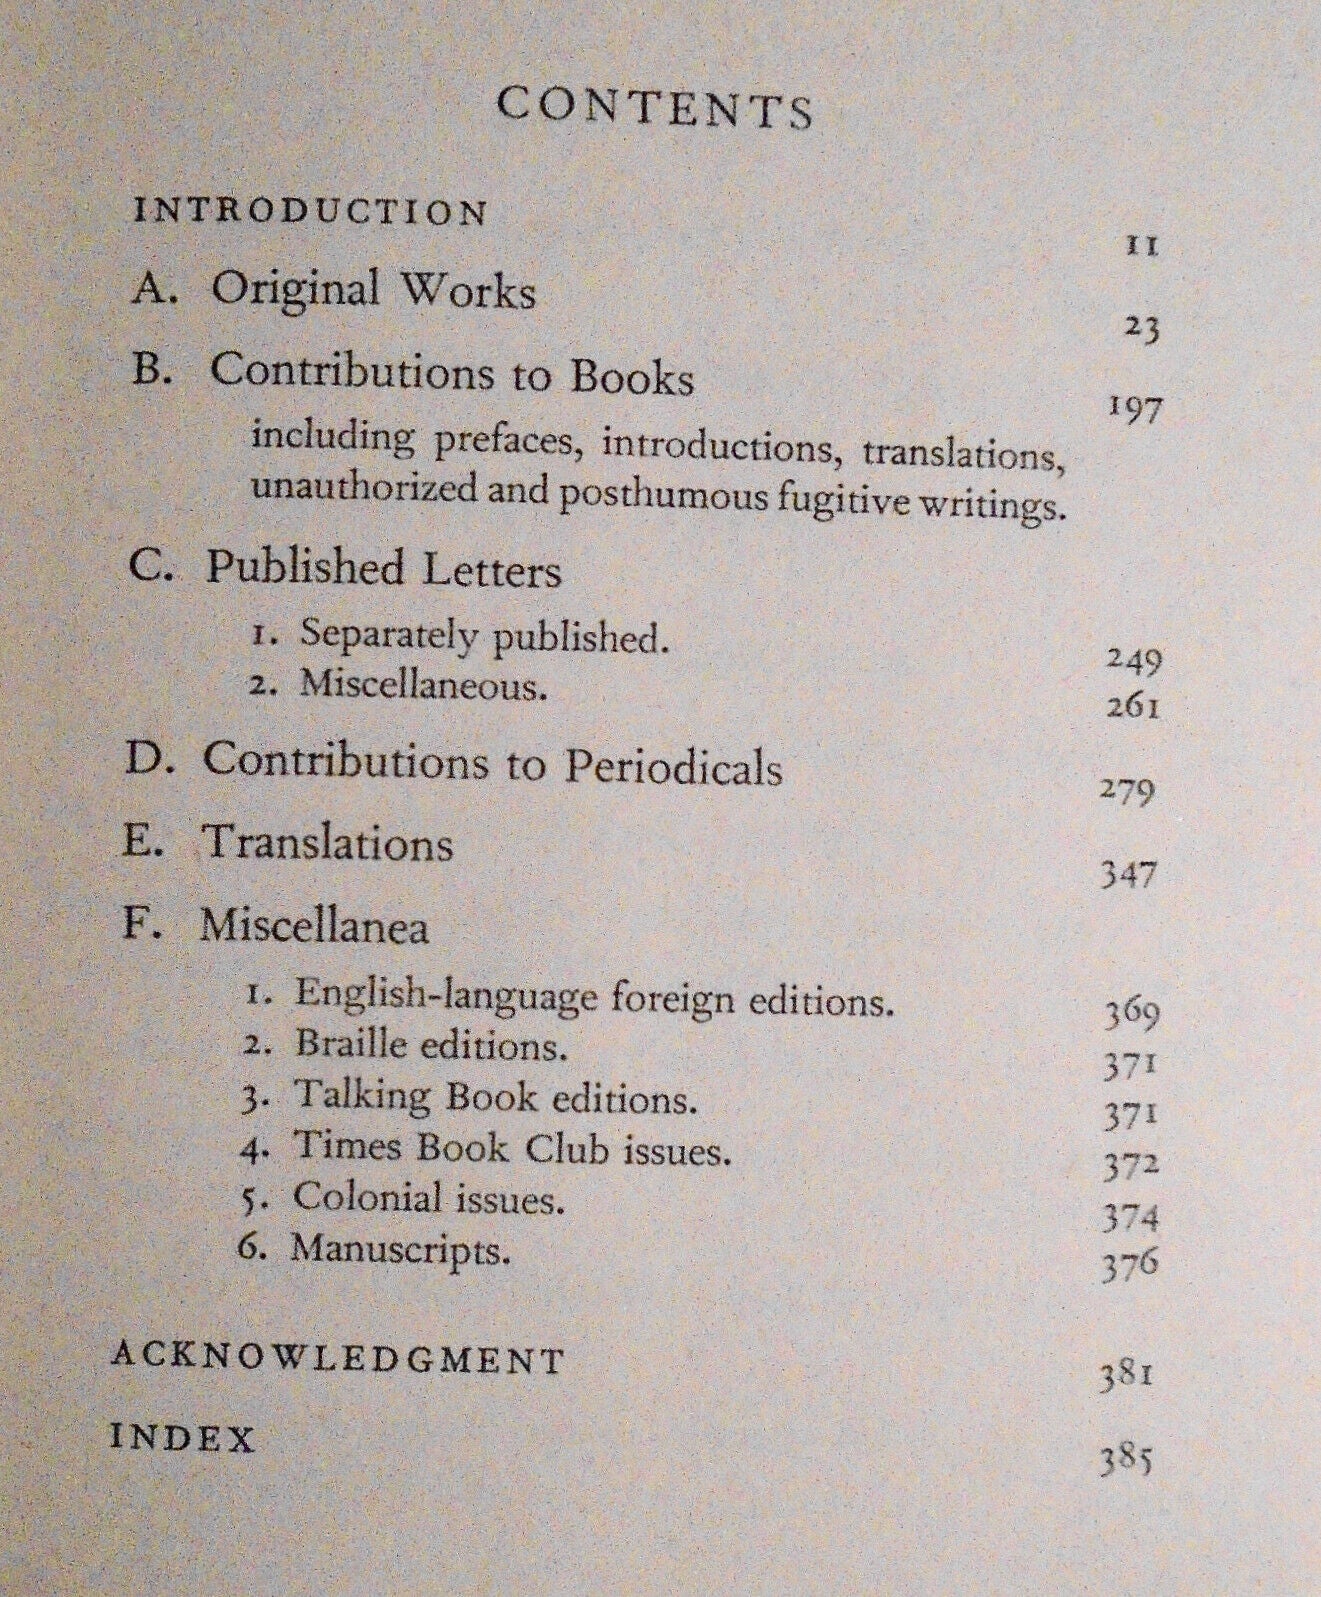 CONTENTS
INTRODUCTION 11
A. Original Works 23
B. Contributions to Books 197
including prefaces, introductions, translations,
unauthorized and posthumous fugitive writings.
C. Published Letters
1. Separately published. 249
2. Miscellaneous. 261
D. Contributions to Periodicals 279
E. Translations 347
F. Miscellanea
1. English-language foreign editions. 369
2. Braille editions. 371
3. Talking Book editions. 371
4. Times Book Club issues. 372
5. Colonial issues. 374
6. Manuscripts. 376
ACKNOWLEDGMENT 381
INDEX 385